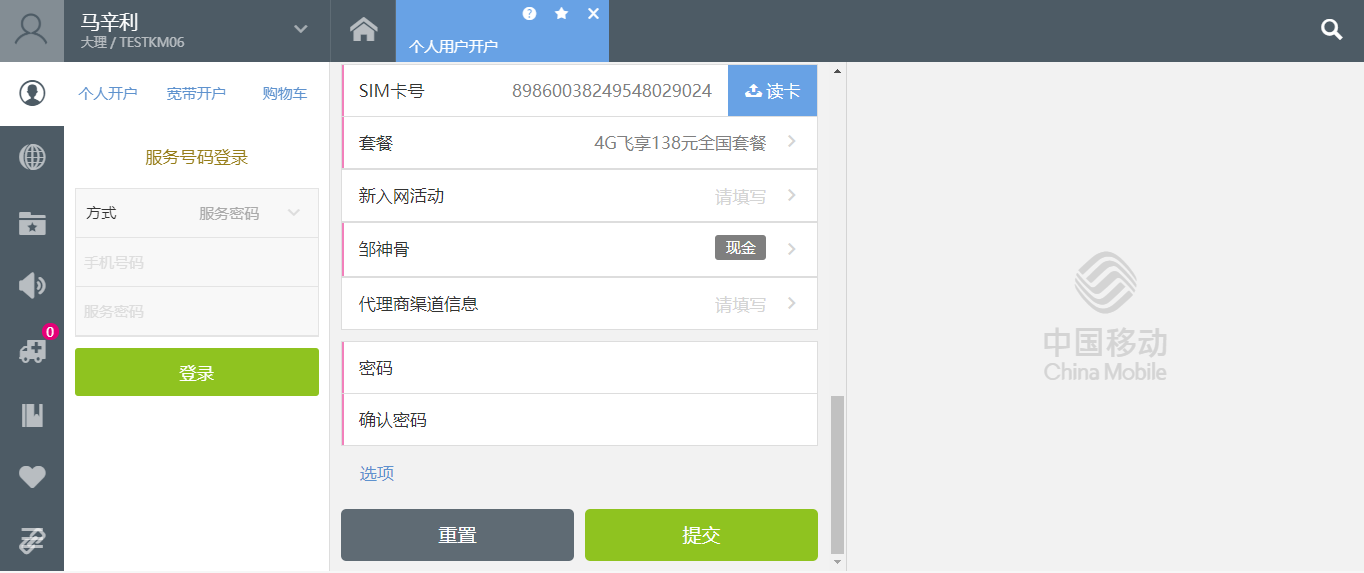 马辛利
大理 / TESTKM06
个人用户开户
个人开户 宽带开户 购物车
服务号码登录
方式 服务密码
手机号码
服务密码
登录
0
SIM卡号 89860038249548029024 读卡
套餐 4G飞享138元全国套餐
新入网活动 请填写
邹神骨 现金
代理商渠道信息 请填写
密码
确认密码
选项
重置 提交
中国移动
China Mobile